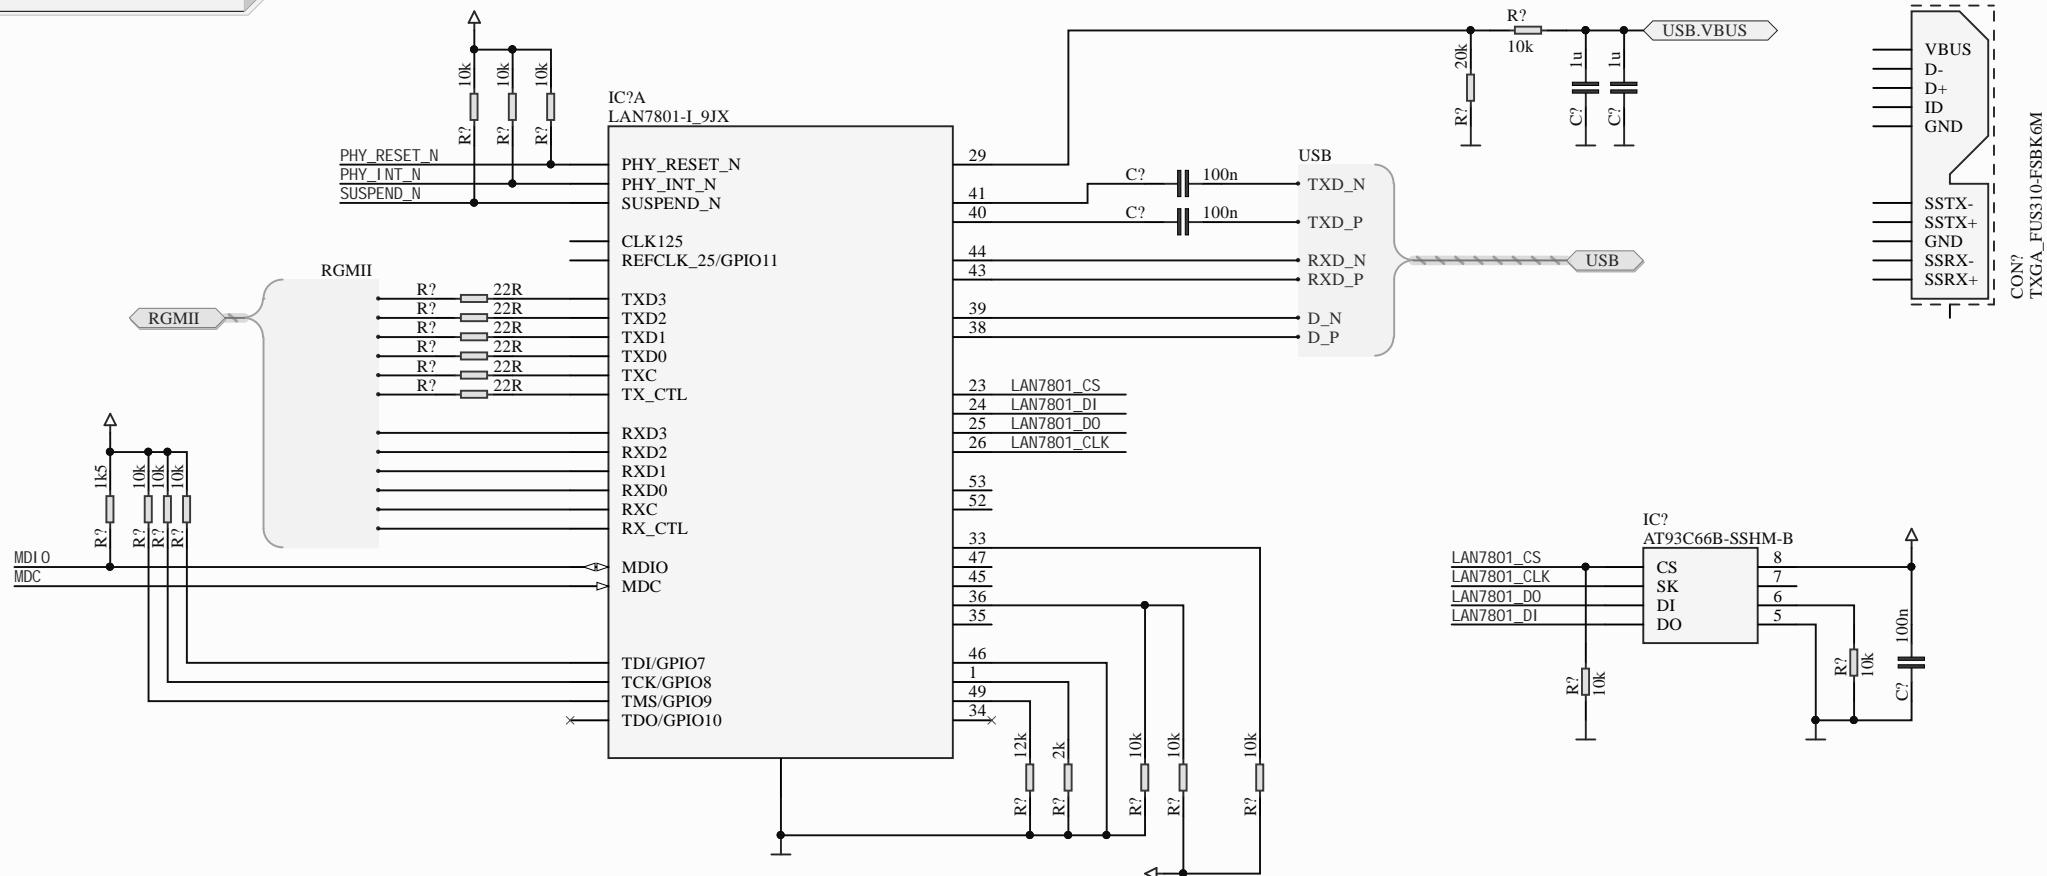 10k
10k
10k
R?
R?
R?
PHY_RESET_N
PHY_INT_N
SUSPEND_N
RGMII
RGMII
R? 22R
R? 22R
R? 22R
R? 22R
R? 22R
R? 22R
1k5
10k
10k
10k
R?
R?
R?
R?
MDIO
MDC
IC?A
LAN7801-I_9JX
PHY_RESET_N
PHY_INT_N
SUSPEND_N
CLK125
REFCLK_25/GPIO11
TXD3
TXD2
TXD1
TXD0
TXC
TX_CTL
RXD3
RXD2
RXD1
RXD0
RXC
RX_CTL
MDIO
MDC
TDI/GPIO7
TCK/GPIO8
TMS/GPIO9
TDO/GPIO10
29
41
40
44
43
39
38
23 LAN7801_CS
24 LAN7801_DI
25 LAN7801_DO
26 LAN7801_CLK
53
52
33
47
45
36
35
46
1
49
34
12k
2k
10k
10k
10k
R?
R?
R?
R?
R?
C? 100n
C? 100n
USB
TXD_N
TXD_P
RXD_N
RXD_P
D_N
D_P
USB
R?
10k
20k
R?
1u
C?
1u
C?
USB.VBUS
VBUS
D-
D+
ID
GND
SSTX-
SSTX+
GND
SSRX-
SSRX+
CON?
TXGA_FUS310-FSBK6M
IC?
AT93C66B-SSHM-B
LAN7801_CS
LAN7801_CLK
LAN7801_DO
LAN7801_DI
CS
SK
DI
DO
8
7
6
5
R?
10k
R?
10k
100n
C?